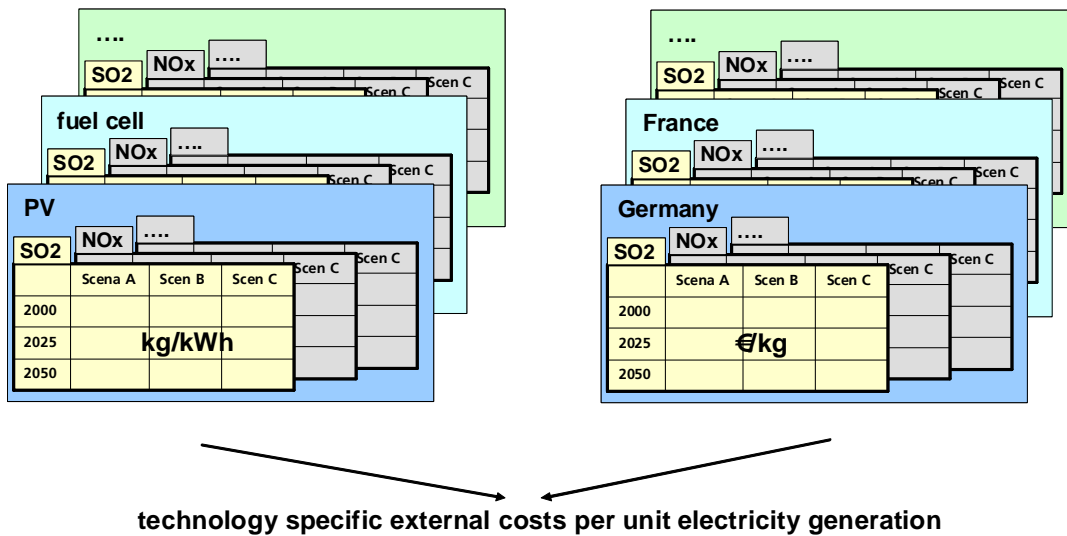 ….
SO2 NOx ….
Scen C
Scen C
fuel cell
SO2 NOx ….
Scen C
Scen C
PV
SO2 NOx ….
Scen C
Scen C
Scena A Scen B Scen C
2000
2025 kg/kWh
2050
….
SO2 NOx ….
Scen C
Scen C
France
SO2 NOx ….
Scen C
Scen C
Germany
SO2 NOx ….
Scen C
Scen C
Scena A Scen B Scen C
2000
2025 €/kg
2050
technology specific external costs per unit electricity generation